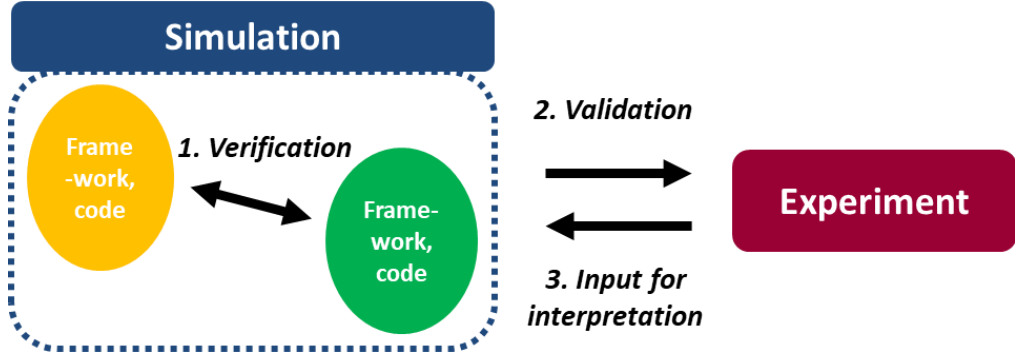 Simulation
Frame
-work,
code
1. Verification
Frame-
work,
code
2. Validation
3. Input for
interpretation
Experiment